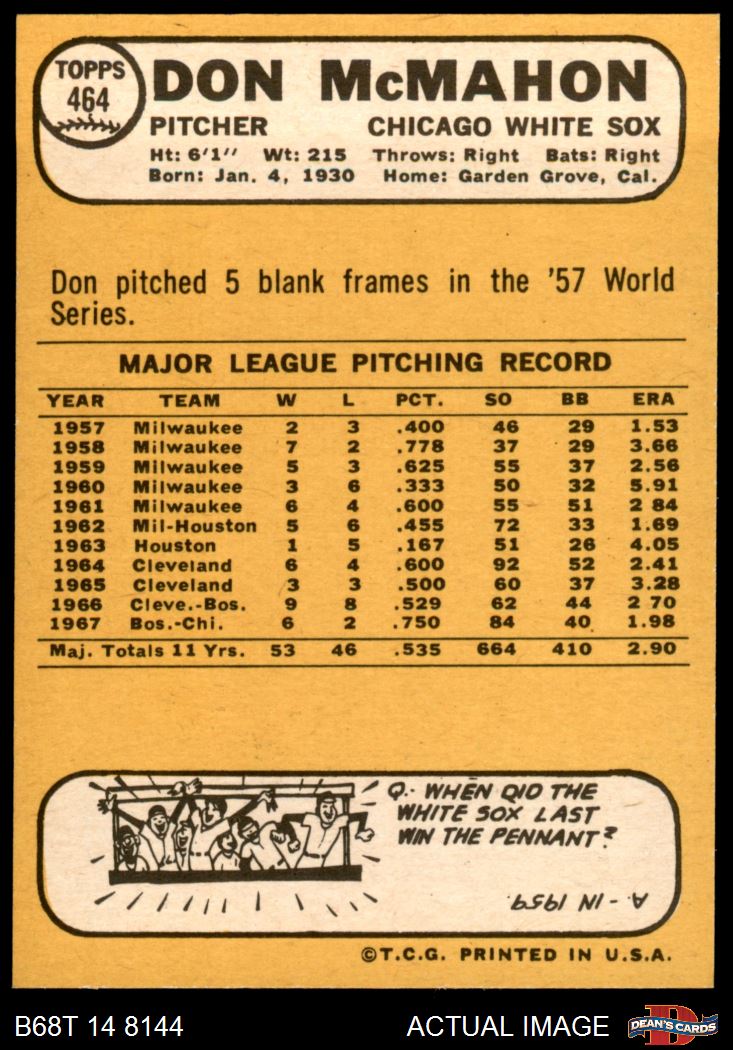 TOPPS
464
DON McMAHON
PITCHER CHICAGO WHITE SOX
Ht: 6'1" Wt: 215 Throws: Right Bats: Right
Born: Jan. 4, 1930 Home: Garden Grove, Cal.
Don pitched 5 blank frames in the '57 World
Series.
MAJOR LEAGUE PITCHING RECORD
YEAR TEAM W L PCT. SO BB ERA
1957 Milwaukee 2 3 .400 46 29 1.53
1958 Milwaukee 7 2 .778 37 29 3.66
1959 Milwaukee 5 3 .625 55 37 2.56
1960 Milwaukee 3 6 .333 50 32 5.91
1961 Milwaukee 6 4 .600 55 51 2 84
1962 Mil-Houston 5 6 .455 72 33 1.69
1963 Houston 1 5 .167 51 26 4.05
1964 Cleveland 6 4 .600 92 52 2.41
1965 Cleveland 3 3 .500 60 37 3.28
1966 Cleve.-Bos. 9 8 .529 62 44 2 70
1967 Bos.-Chi. 6 2 .750 84 40 1.98
Maj. Totals 11 Yrs. 53 46 .535 664 410 2.90
Q. WHEN DID THE
WHITE SOX LAST
WIN THE PENNANT?
A - IN 1959.
©T.C.G. PRINTED IN U.S.A.
B68T 14 8144 ACTUAL IMAGE DEAN'S CARDS